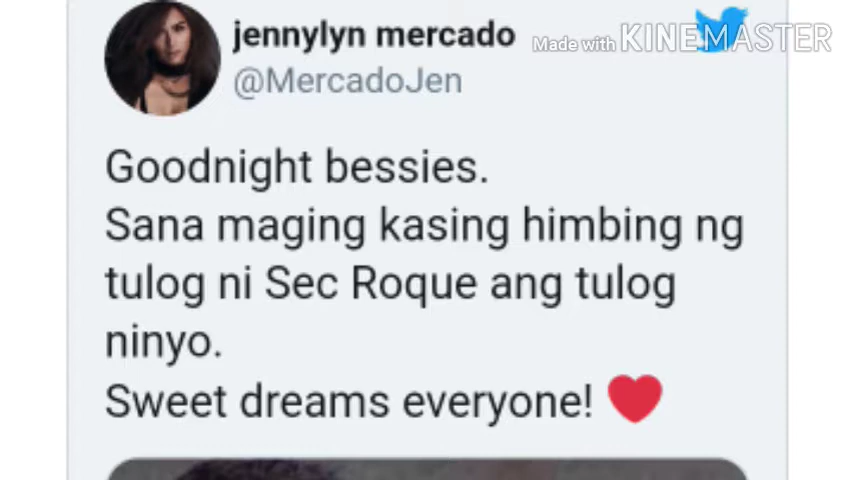 jennylyn mercado
Made with KINEMASTER
@MercadoJen
Goodnight bessies.
Sana maging kasing himbing ng
tulog ni Sec Roque ang tulog
ninyo.
Sweet dreams everyone! ❤️